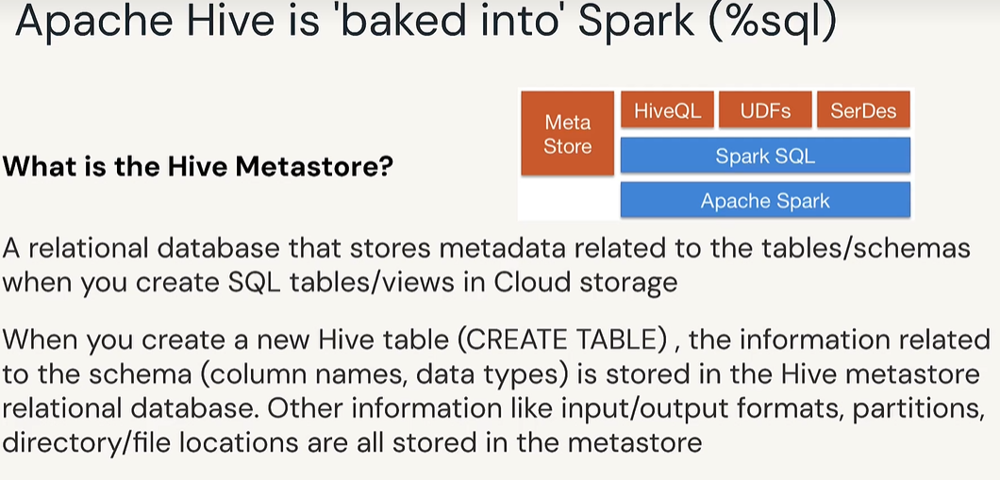 Apache Hive is 'baked into' Spark (%sql)
Meta
Store
HiveQL
UDFs
SerDes
Spark SQL
Apache Spark
What is the Hive Metastore?
A relational database that stores metadata related to the tables/schemas
when you create SQL tables/views in Cloud storage
When you create a new Hive table (CREATE TABLE) , the information related
to the schema (column names, data types) is stored in the Hive metastore
relational database. Other information like input/output formats, partitions,
directory/file locations are all stored in the metastore